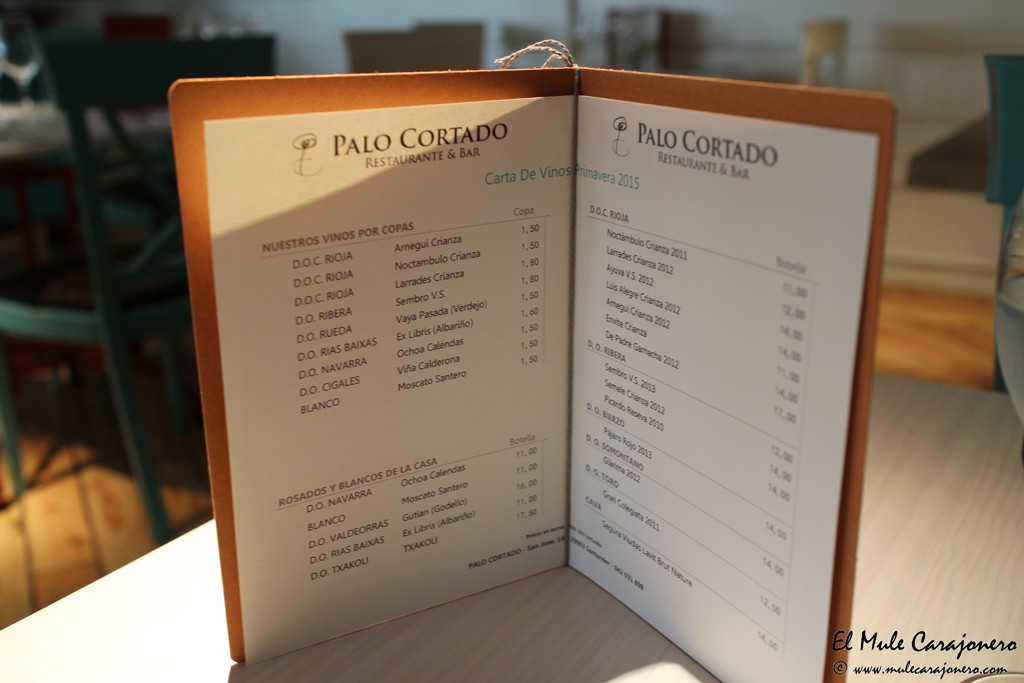 PALO CORTADO
RESTAURANTE & BAR
Carta De Vinos Primavera 2015
Copa
NUESTROS VINOS POR COPAS
D.O.C. RIOJA Arnegui Crianza 1,50
D.O.C. RIOJA Noctambulo Crianza 1,50
D.O.C. RIOJA Larrades Crianza 1,80
D.O. RIBERA Sembro V.S. 1,80
D.O. RUEDA Vaya Pasada (Verdejo) 1,50
D.O. RIAS BAIXAS Ex Libris (Albariño) 1,60
D.O. NAVARRA Ochoa Calendas 1,50
D.O. CIGALES Viña Calderona 1,50
BLANCO Moscato Santero 1,50
Botella
ROSADOS Y BLANCOS DE LA CASA
D.O. NAVARRA Ochoa Calendas 11,00
BLANCO Moscato Santero 11,00
D.O. VALDEORRAS Gutian (Godello) 16,00
D.O. RIAS BAIXAS Ex Libris (Albariño) 11,00
D.O. TXAKOLI TXAKOLI 17,50
PALO CORTADO - San Jose,
PALO CORTADO
RESTAURANTE & BAR
Botella
D.O.C. RIOJA
Noctámbulo Crianza 2011 11,00
Larrades Crianza 2012 12,00
Ayuva V.S. 2012 14,00
Luis Alegre Crianza 2012 14,00
Arnegui Crianza 2012 11,00
Envite Crianza 14,00
De Padre Garnacha 2012 17,00
D. O. RIBERA
Sembro V.S. 2013 12,00
Semele Crianza 2012 14,00
Picardo Reseva 2010 14,00
D. O. BIERZO
Pájaro Rojo 2013 14,00
D. O. SOMONTANO
Glárima 2012 14,00
D. O. TORO
Gran Colegiata 2011 12,00
CAVA
Segura Viudas Lavit Brut Nature 14,00
Santander
El Mule Carajonero
© www.mulecarajonero.com